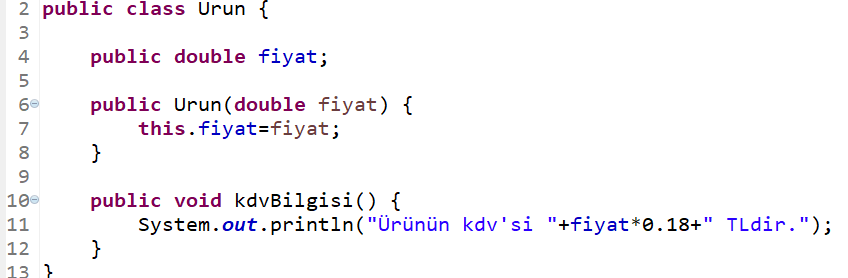 2 public class Urun {
3
4 public double fiyat;
5
6 public Urun(double fiyat) {
7 this.fiyat=fiyat;
8 }
9
10 public void kdvBilgisi() {
11 System.out.println("Ürünün kdv'si "+fiyat*0.18+" TLdir.");
12 }
13 }